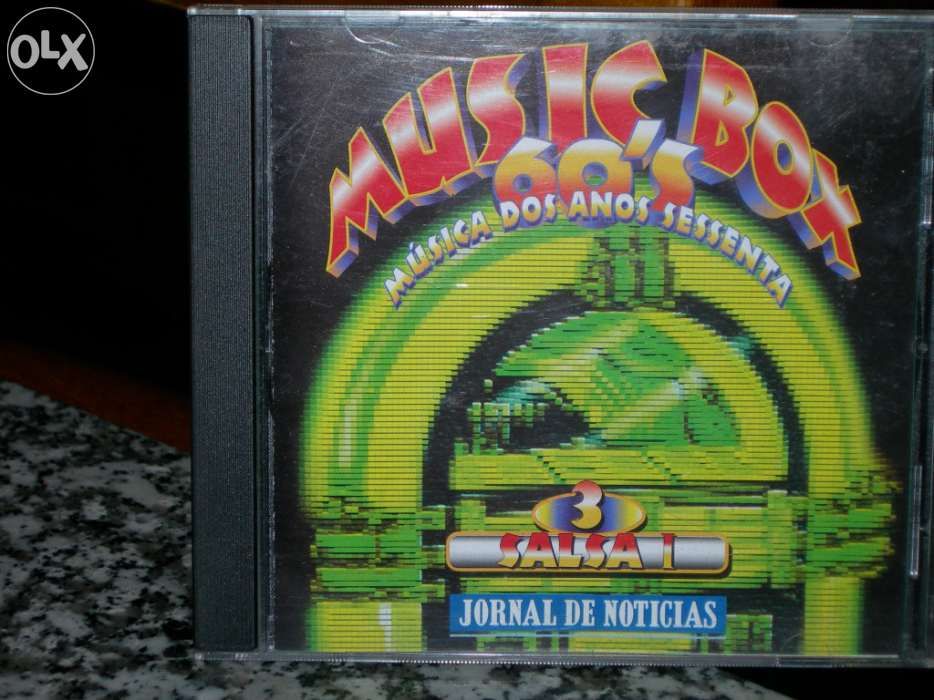 OLX
MUSIC BOX
60'S
MÚSICA DOS ANOS SESSENTA
3
SALSA I
JORNAL DE NOTICIAS